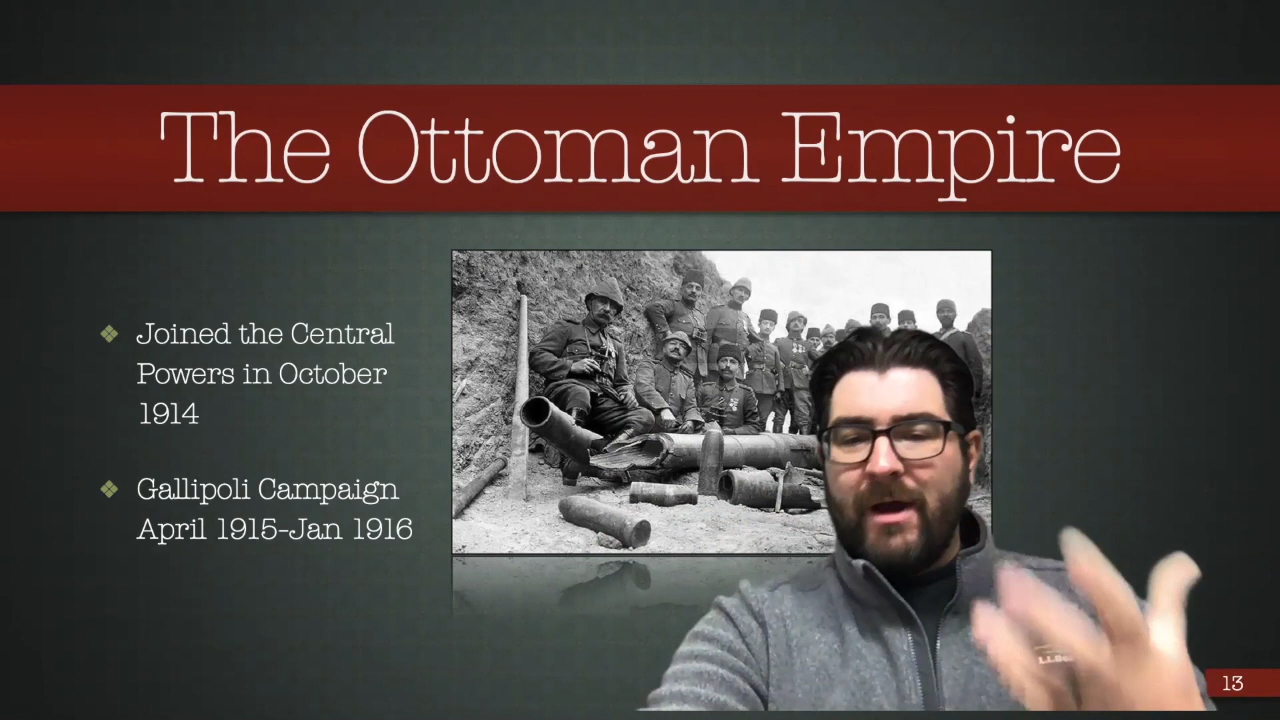 The Ottoman Empire
Joined the Central
Powers in October
1914
Gallipoli Campaign
April 1915-Jan 1916
13